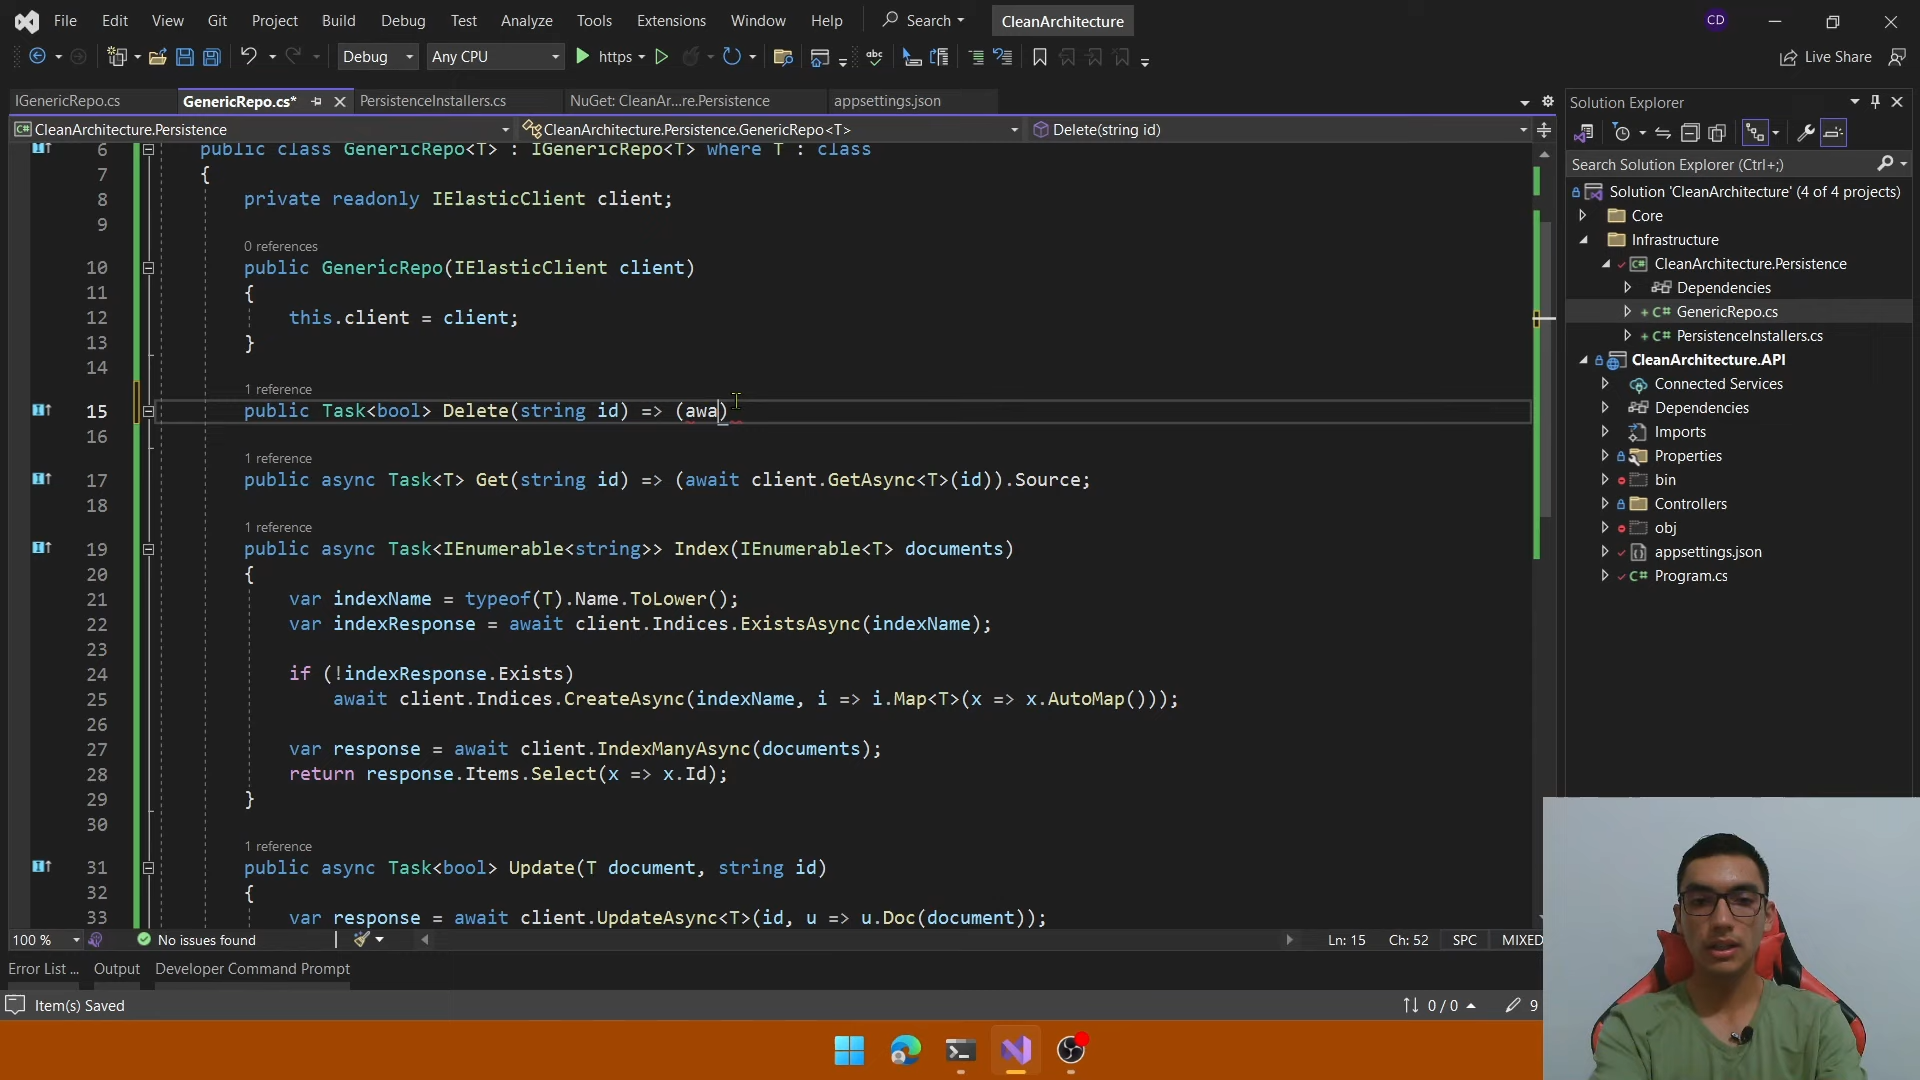 File Edit View Git Project Build Debug Test Analyze Tools Extensions Window Help Search CleanArchitecture CD
Debug Any CPU https Live Share
IGenericRepo.cs GenericRepo.cs* PersistenceInstallers.cs NuGet: CleanAr...re.Persistence appsettings.json
CleanArchitecture.Persistence CleanArchitecture.Persistence.GenericRepo<T> Delete(string id)
6 public class GenericRepo<T> : IGenericRepo<T> where T : class
7 {
8 private readonly IElasticClient client;
9
0 references
10 public GenericRepo(IElasticClient client)
11 {
12 this.client = client;
13 }
14
1 reference
15 public Task<bool> Delete(string id) => (awa)
16
1 reference
17 public async Task<T> Get(string id) => (await client.GetAsync<T>(id)).Source;
18
1 reference
19 public async Task<IEnumerable<string>> Index(IEnumerable<T> documents)
20 {
21 var indexName = typeof(T).Name.ToLower();
22 var indexResponse = await client.Indices.ExistsAsync(indexName);
23
24 if (!indexResponse.Exists)
25 await client.Indices.CreateAsync(indexName, i => i.Map<T>(x => x.AutoMap()));
26
27 var response = await client.IndexManyAsync(documents);
28 return response.Items.Select(x => x.Id);
29 }
30
1 reference
31 public async Task<bool> Update(T document, string id)
32 {
33 var response = await client.UpdateAsync<T>(id, u => u.Doc(document));
100 % No issues found Ln: 15 Ch: 52 SPC MIXED
Error List ... Output Developer Command Prompt
Item(s) Saved 0 / 0 9
Solution Explorer
Search Solution Explorer (Ctrl+;)
Solution 'CleanArchitecture' (4 of 4 projects)
Core
Infrastructure
CleanArchitecture.Persistence
Dependencies
GenericRepo.cs
PersistenceInstallers.cs
CleanArchitecture.API
Connected Services
Dependencies
Imports
Properties
bin
Controllers
obj
appsettings.json
Program.cs